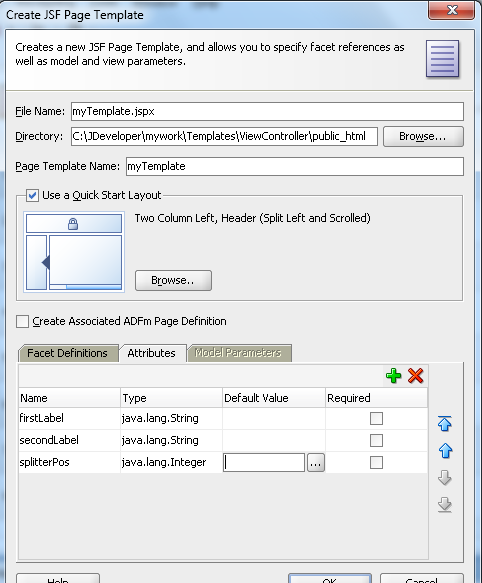 Create JSF Page Template
Creates a new JSF Page Template, and allows you to specify facet references as
well as model and view parameters.
File Name: myTemplate.jspx
Directory: C:\JDeveloper\mywork\Templates\ViewController\public_html Browse...
Page Template Name: myTemplate
Use a Quick Start Layout
Two Column Left, Header (Split Left and Scrolled)
Browse..
Create Associated ADFm Page Definition
Facet Definitions Attributes Model Parameters
Name Type Default Value Required
firstLabel java.lang.String
secondLabel java.lang.String
splitterPos java.lang.Integer ...
Help OK Cancel